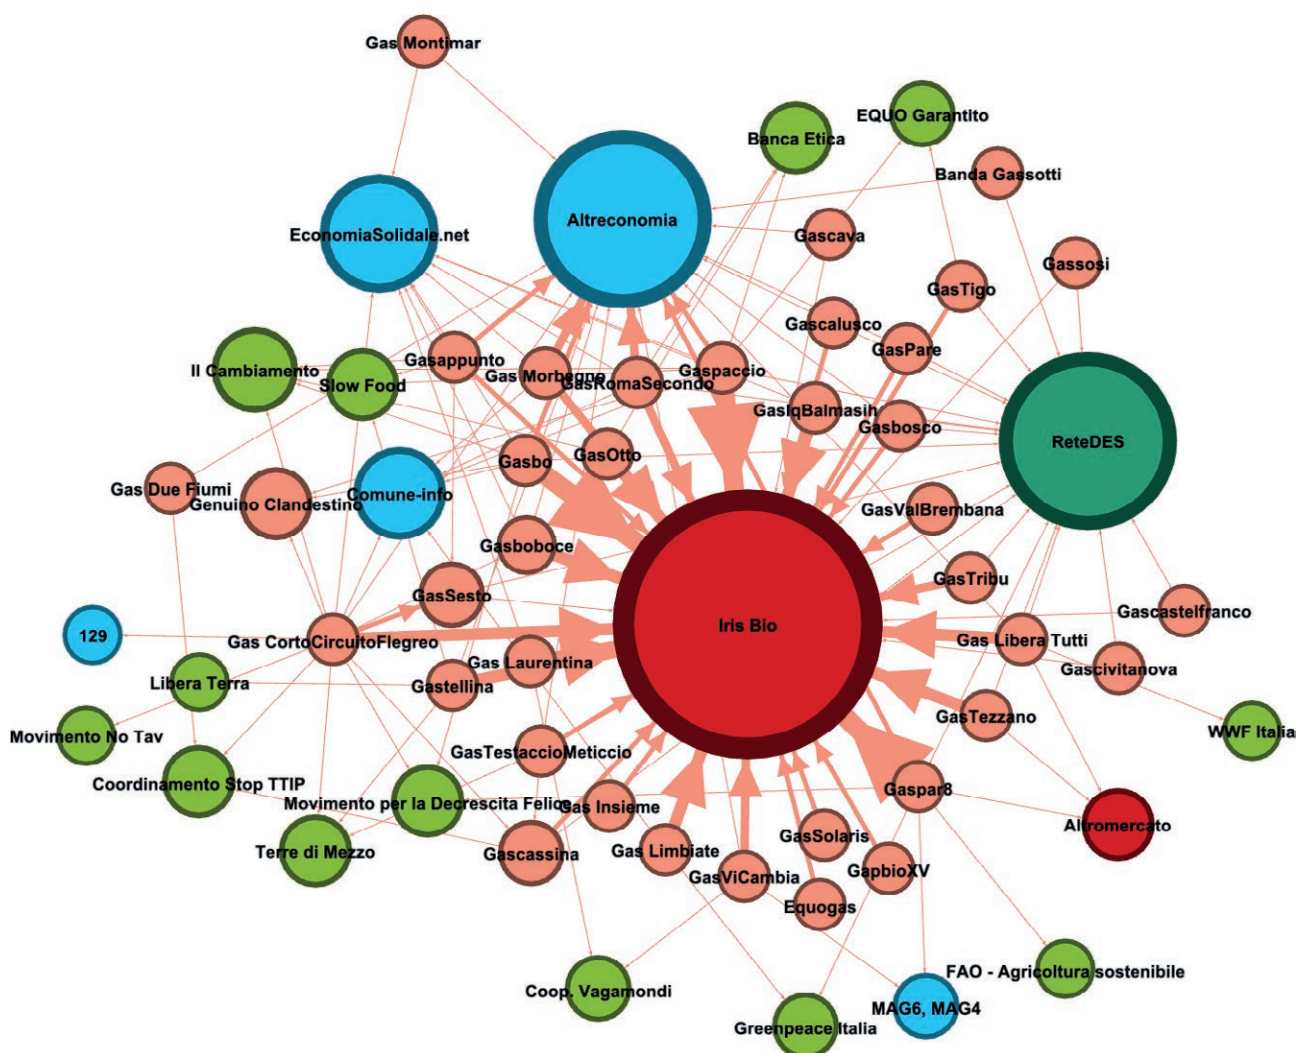 Gas Montimar
EQUO Garantito
Banca Etica
Banda Gassotti
Altreconomia
EconomiaSolidale.net
Gascava
Gassosi
GasTigo
Gascalusco
GasPare
Gasappunto
Il Cambiamento
Slow Food
Gas Morbegno
GasRomaSecondo
Gaspaccio
GasIqBalmasih
Gasbosco
ReteDES
Gasbo
GasOtto
Gas Due Fiumi
Genuino Clandestino
Comune-info
GasValBrembana
Gasboboce
GasTribu
GasSesto
Gascastelfranco
Iris Bio
129
Gas CortoCircuitoFlegreo
Gas Libera Tutti
Gas Laurentina
Gascivitanova
Libera Terra
Gastellina
GasTezzano
Movimento No Tav
WWF Italia
GasTestaccioMeticcio
Coordinamento Stop TTIP
Gaspar8
Movimento per la Decrescita Felice
Gas Insieme
Altromercato
GasSolaris
Terre di Mezzo
Gascassina
Gas Limbiate
GapbioXV
GasViCambia
Equogas
FAO - Agricoltura sostenibile
Coop. Vagamondi
MAG6, MAG4
Greenpeace Italia